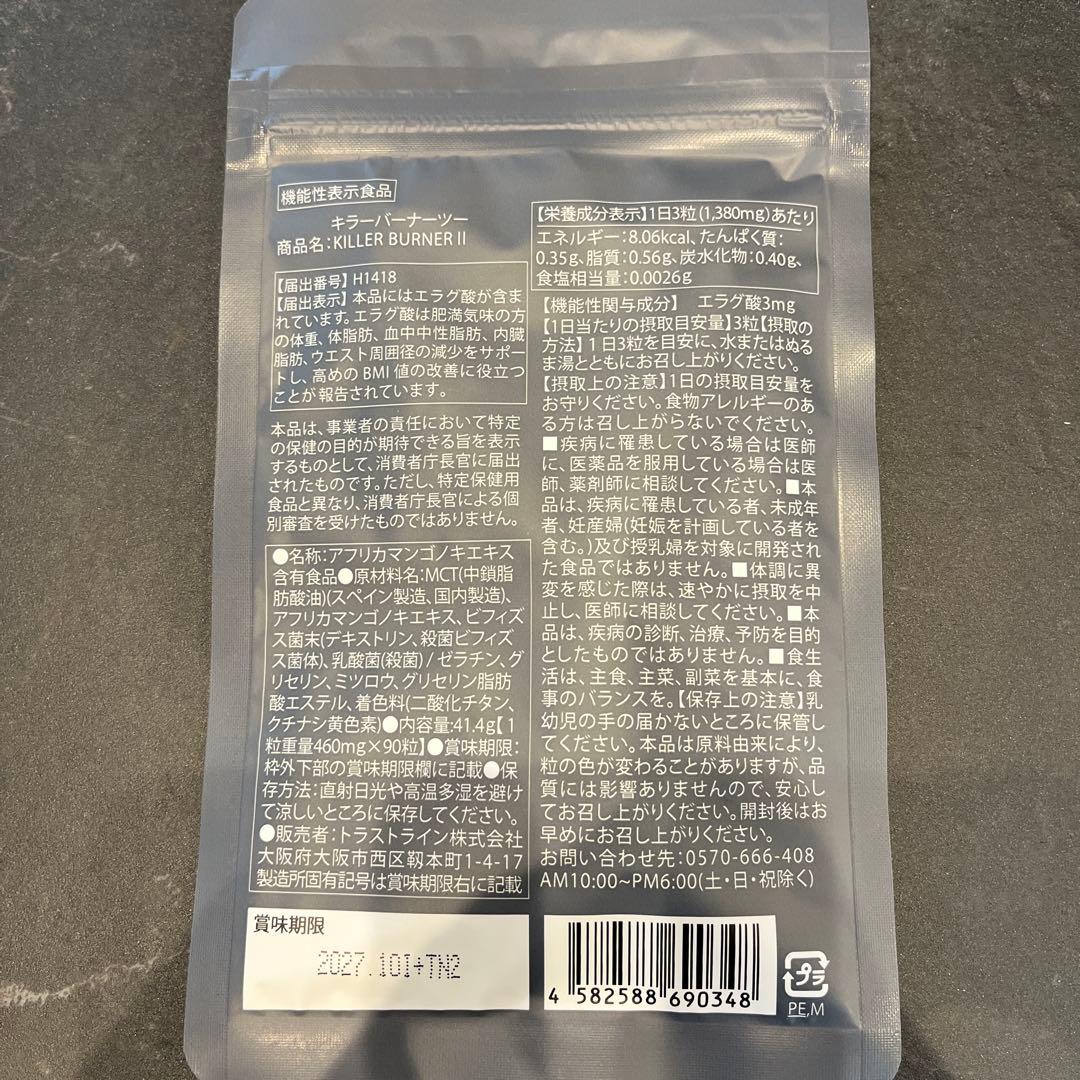 機能性表示食品
キラーバーナーツー
商品名:KILLER BURNER II
【届出番号】H1418
【届出表示】本品にはエラグ酸が含ま
れています。エラグ酸は肥満気味の方
の体重、体脂肪、血中中性脂肪、内臓
脂肪、ウエスト周囲径の減少をサポー
トし、高めのBMI値の改善に役立つ
ことが報告されています。
本品は、事業者の責任において特定
の保健の目的が期待できる旨を表示
するものとして、消費者庁長官に届出
されたものです。ただし、特定保健用
食品と異なり、消費者庁長官による個
別審査を受けたものではありません。
●名称:アフリカマンゴノキエキス
含有食品●原材料名:MCT(中鎖脂
肪酸油)(スペイン製造、国内製造)、
アフリカマンゴノキエキス、ビフィズ
ス菌末(デキストリン、殺菌ビフィズ
ス菌体)、乳酸菌(殺菌) / ゼラチン、グ
リセリン、ミツロウ、グリセリン脂肪
酸エステル、着色料(二酸化チタン、
クチナシ黄色素)●内容量:41.4g【1
粒重量460mg×90粒】●賞味期限:
枠外下部の賞味期限欄に記載●保
存方法:直射日光や高温多湿を避け
て涼しいところに保存してください。
●販売者:トラストライン株式会社
大阪府大阪市西区靱本町1-4-17
製造所固有記号は賞味期限右に記載
賞味期限
2027.10I+TN2
【栄養成分表示】1日3粒(1,380mg)あたり
エネルギー:8.06kcal、たんぱく質:
0.35g、脂質:0.56g、炭水化物:0.40g、
食塩相当量:0.0026g
【機能性関与成分】 エラグ酸3mg
【1日当たりの摂取目安量】3粒【摂取の
方法】1日3粒を目安に、水またはぬる
ま湯とともにお召し上がりください。
【摂取上の注意】1日の摂取目安量を
お守りください。食物アレルギーのあ
る方は召し上がらないでください。
■疾病に罹患している場合は医師
に、医薬品を服用している場合は医
師、薬剤師に相談してください。■本
品は、疾病に罹患している者、未成年
者、妊産婦(妊娠を計画している者を
含む。)及び授乳婦を対象に開発され
た食品ではありません。■体調に異
変を感じた際は、速やかに摂取を中
止し、医師に相談してください。■本
品は、疾病の診断、治療、予防を目的
としたものではありません。■食生
活は、主食、主菜、副菜を基本に、食
事のバランスを。【保存上の注意】乳
幼児の手の届かないところに保管し
てください。本品は原料由来により、
粒の色が変わることがありますが、品
質には影響ありませんので、安心し
てお召し上がりください。開封後はお
早めにお召し上がりください。
お問い合わせ先:0570-666-408
AM10:00~PM6:00(土・日・祝除く)
4 582588 690348
プラ
PE,M